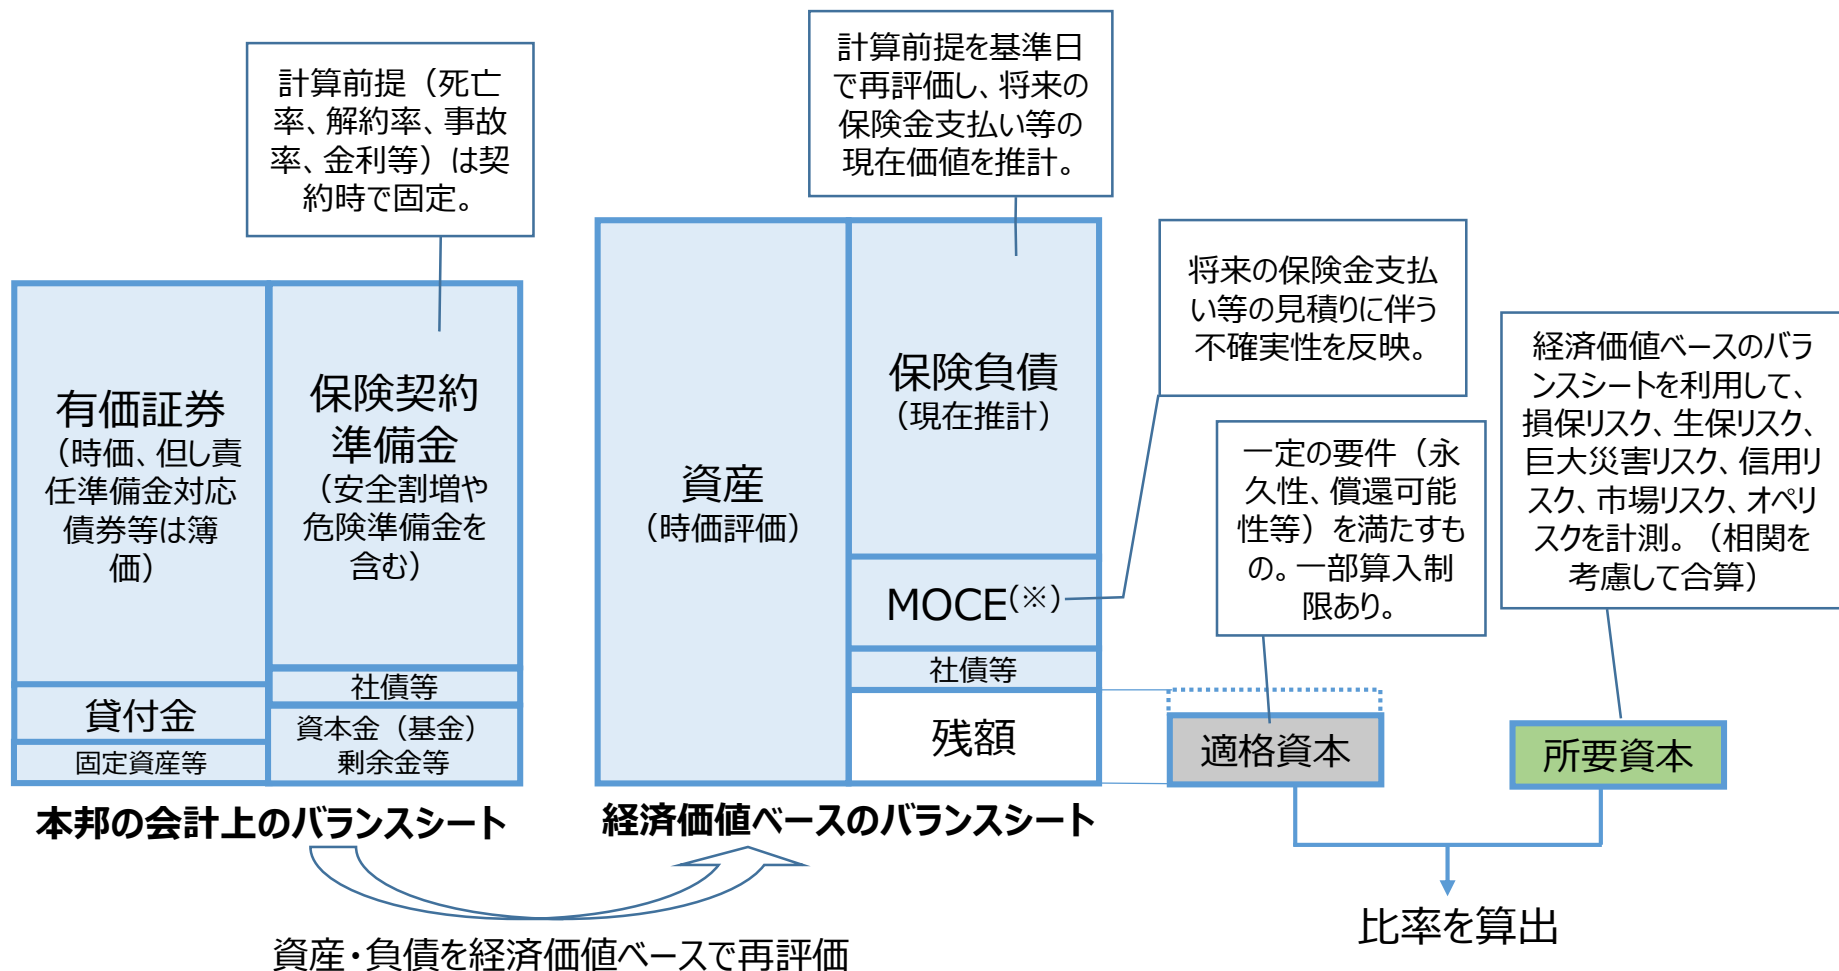 計算前提（死亡
率、解約率、事故
率、金利等）は契
約時で固定。
有価証券
（時価、但し責
任準備金対応
債券等は簿
価）
貸付金
固定資産等
保険契約
準備金
（安全割増や
危険準備金を
含む）
社債等
資本金（基金）
剰余金等
本邦の会計上のバランスシート
計算前提を基準日
で再評価し、将来の
保険金支払い等の
現在価値を推計。
資産
（時価評価）
保険負債
（現在推計）
MOCE(※)
社債等
残額
経済価値ベースのバランスシート
資産・負債を経済価値ベースで再評価
将来の保険金支払
い等の見積りに伴う
不確実性を反映。
一定の要件（永
久性、償還可能
性等）を満たすも
の。一部算入制
限あり。
適格資本
経済価値ベースのバラ
ンスシートを利用して、
損保リスク、生保リスク、
巨大災害リスク、信用リ
スク、市場リスク、オペリ
スクを計測。（相関を
考慮して合算）
所要資本
比率を算出